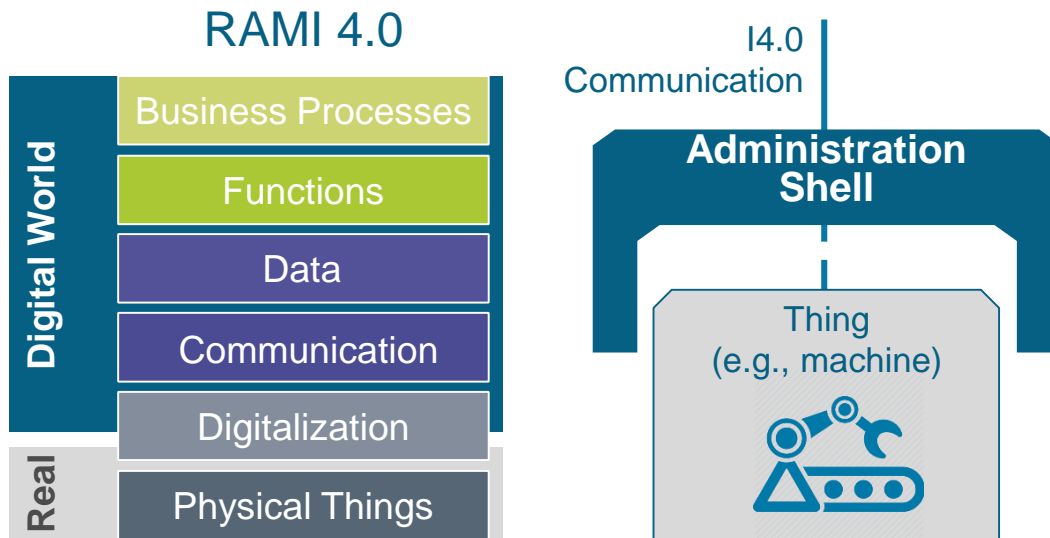 RAMI 4.0
Digital World
Business Processes
Functions
Data
Communication
Digitalization
Real
Physical Things
I4.0
Communication
Administration
Shell
Thing
(e.g., machine)